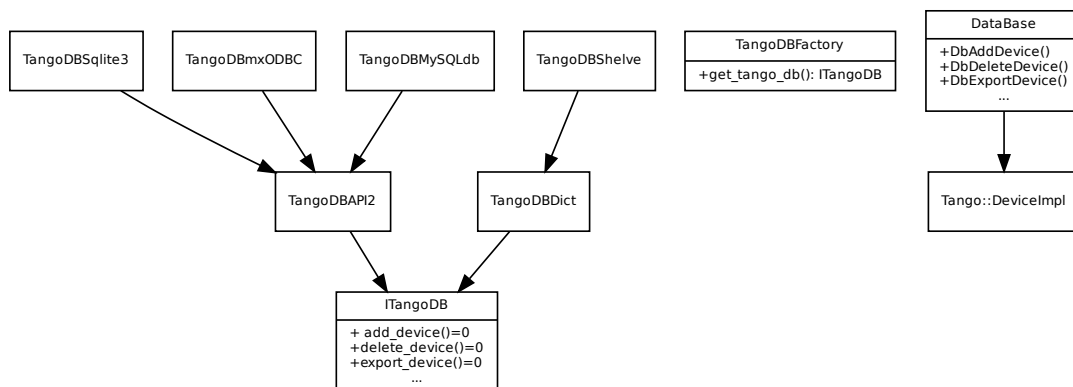 TangoDBSqlite3
TangoDBmxODBC
TangoDBMySQLdb
TangoDBShelve
TangoDBFactory
+get_tango_db(): ITangoDB
DataBase
+DbAddDevice()
+DbDeleteDevice()
+DbExportDevice()
...
TangoDBAPI2
TangoDBDict
Tango::DeviceImpl
ITangoDB
+ add_device()=0
+delete_device()=0
+export_device()=0
...